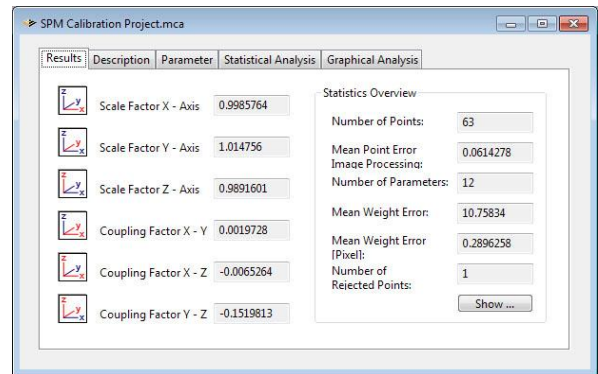 SPM Calibration Project.mca
Results Description Parameter Statistical Analysis Graphical Analysis
z y x Scale Factor X - Axis 0.9985764
z y x Scale Factor Y - Axis 1.014756
z y x Scale Factor Z - Axis 0.9891601
z y x Coupling Factor X - Y 0.0019728
z y x Coupling Factor X - Z -0.0065264
z y x Coupling Factor Y - Z -0.1519813
Statistics Overview
Number of Points: 63
Mean Point Error
Image Processing: 0.0614278
Number of Parameters: 12
Mean Weight Error: 10.75834
Mean Weight Error
[Pixel]: 0.2896258
Number of
Rejected Points: 1
Show ...